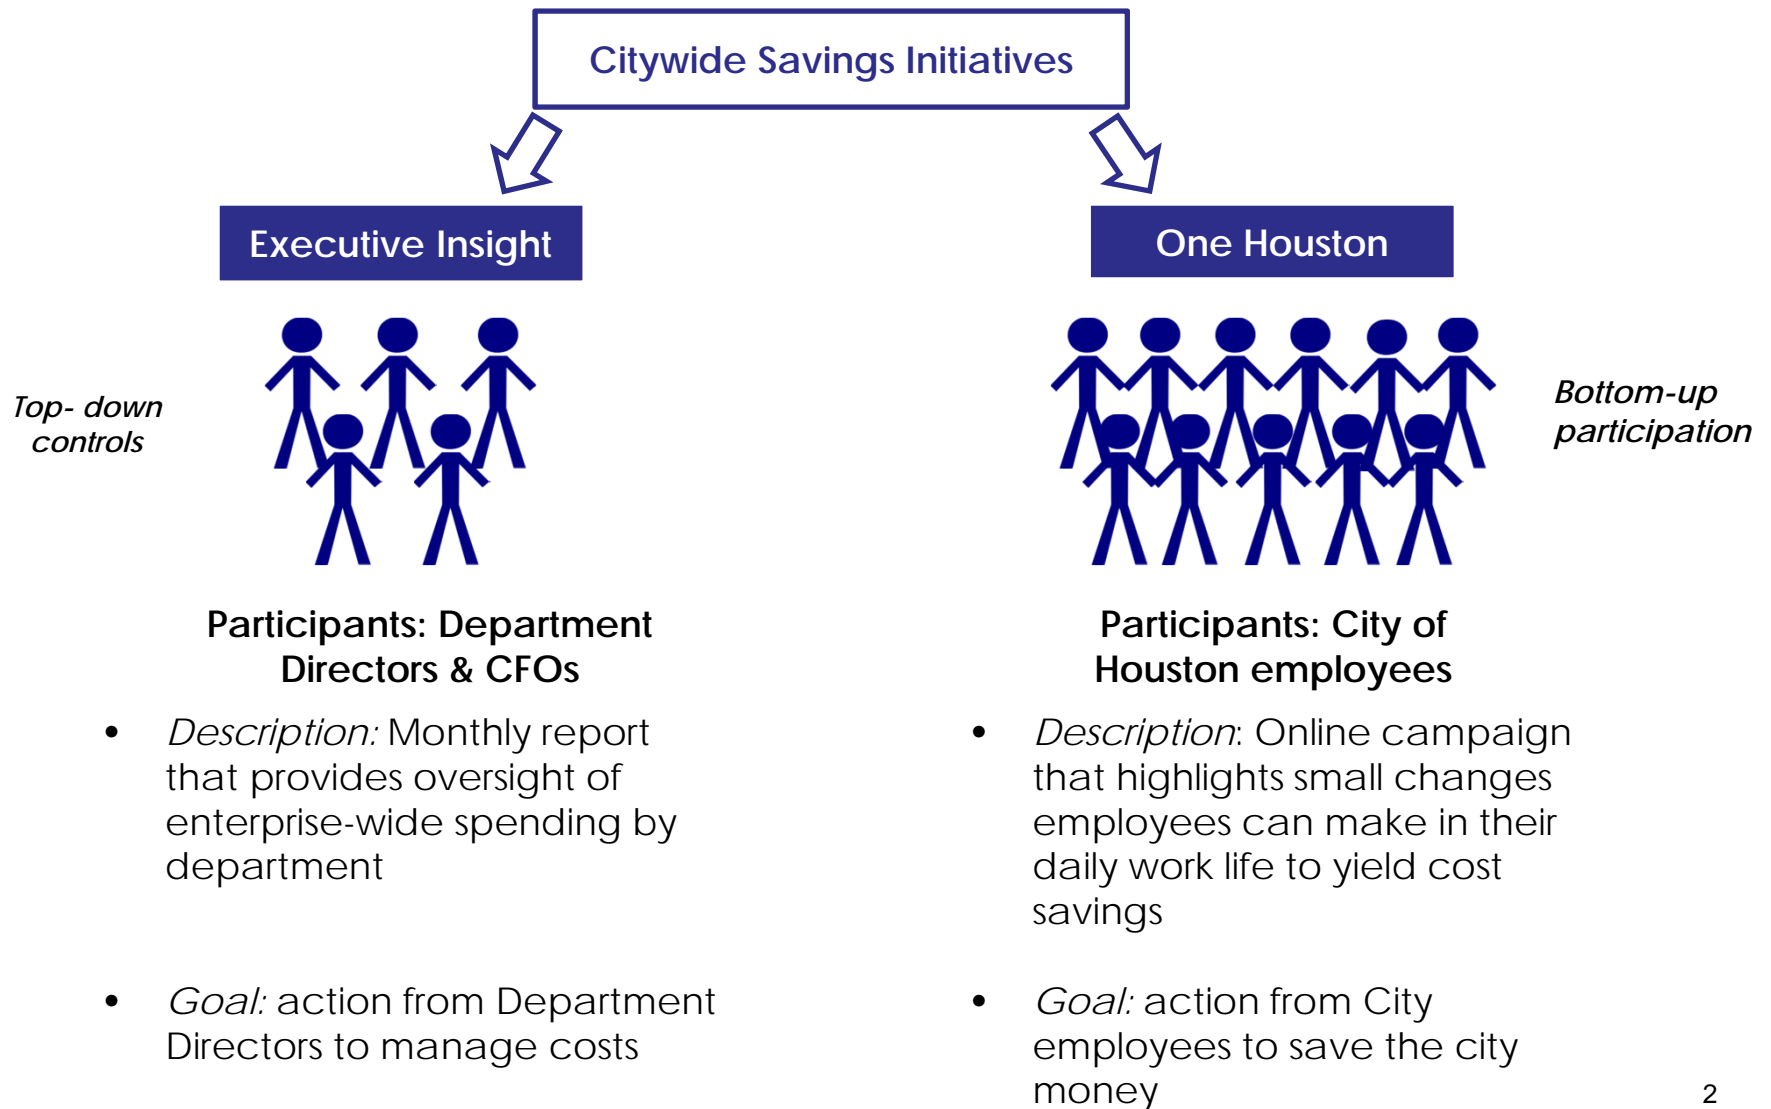 Citywide Savings Initiatives
Executive Insight
Top- down
controls
Participants: Department
Directors & CFOs
• Description: Monthly report
that provides oversight of
enterprise-wide spending by
department
• Goal: action from Department
Directors to manage costs
One Houston
Bottom-up
participation
Participants: City of
Houston employees
• Description: Online campaign
that highlights small changes
employees can make in their
daily work life to yield cost
savings
• Goal: action from City
employees to save the city
money
2